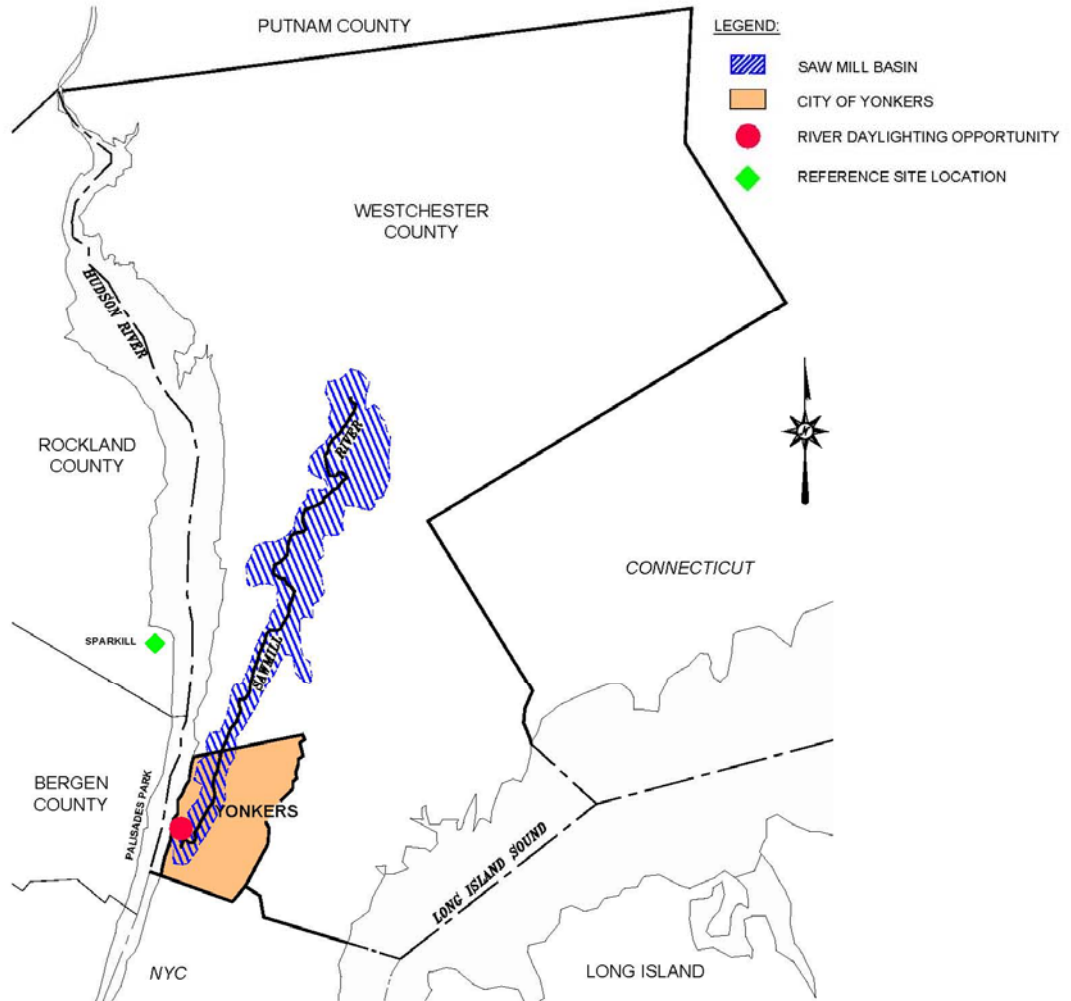 PUTNAM COUNTY
LEGEND:
SAW MILL BASIN
CITY OF YONKERS
RIVER DAYLIGHTING OPPORTUNITY
REFERENCE SITE LOCATION
WESTCHESTER
COUNTY
HUDSON RIVER
ROCKLAND
COUNTY
RIVER
N
CONNECTICUT
SPARKILL
SAWMILL
BERGEN
COUNTY
PALISADES PARK
YONKERS
LONG ISLAND SOUND
NYC
LONG ISLAND